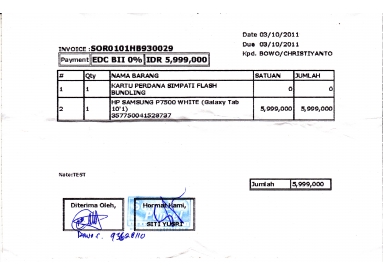 Date 03/10/2011
Due 03/10/2011
INVOICE :SOR0101HB930029
Kpd. BOWO/CHRISTIYANTO
Payment EDC BII 0% IDR 5,999,000
# Qty NAMA BARANG SATUAN JUMLAH
1 1 KARTU PERDANA SIMPATI FLASH BUNDLING 0 0
2 1 HP SAMSUNG P7500 WHITE (Galaxy Tab 5,999,000 5,999,000
10'1)
357750041528737
Note:TEST
Jumlah 5,999,000
Diterima Oleh, Hormat Kami,
SITI YUSRI